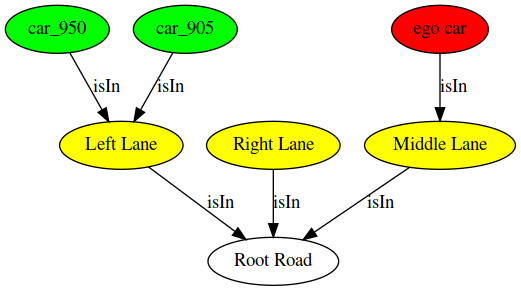 car_950
car_905
ego car
isIn
isIn
isIn
Left Lane
Right Lane
Middle Lane
isIn
isIn
isIn
Root Road